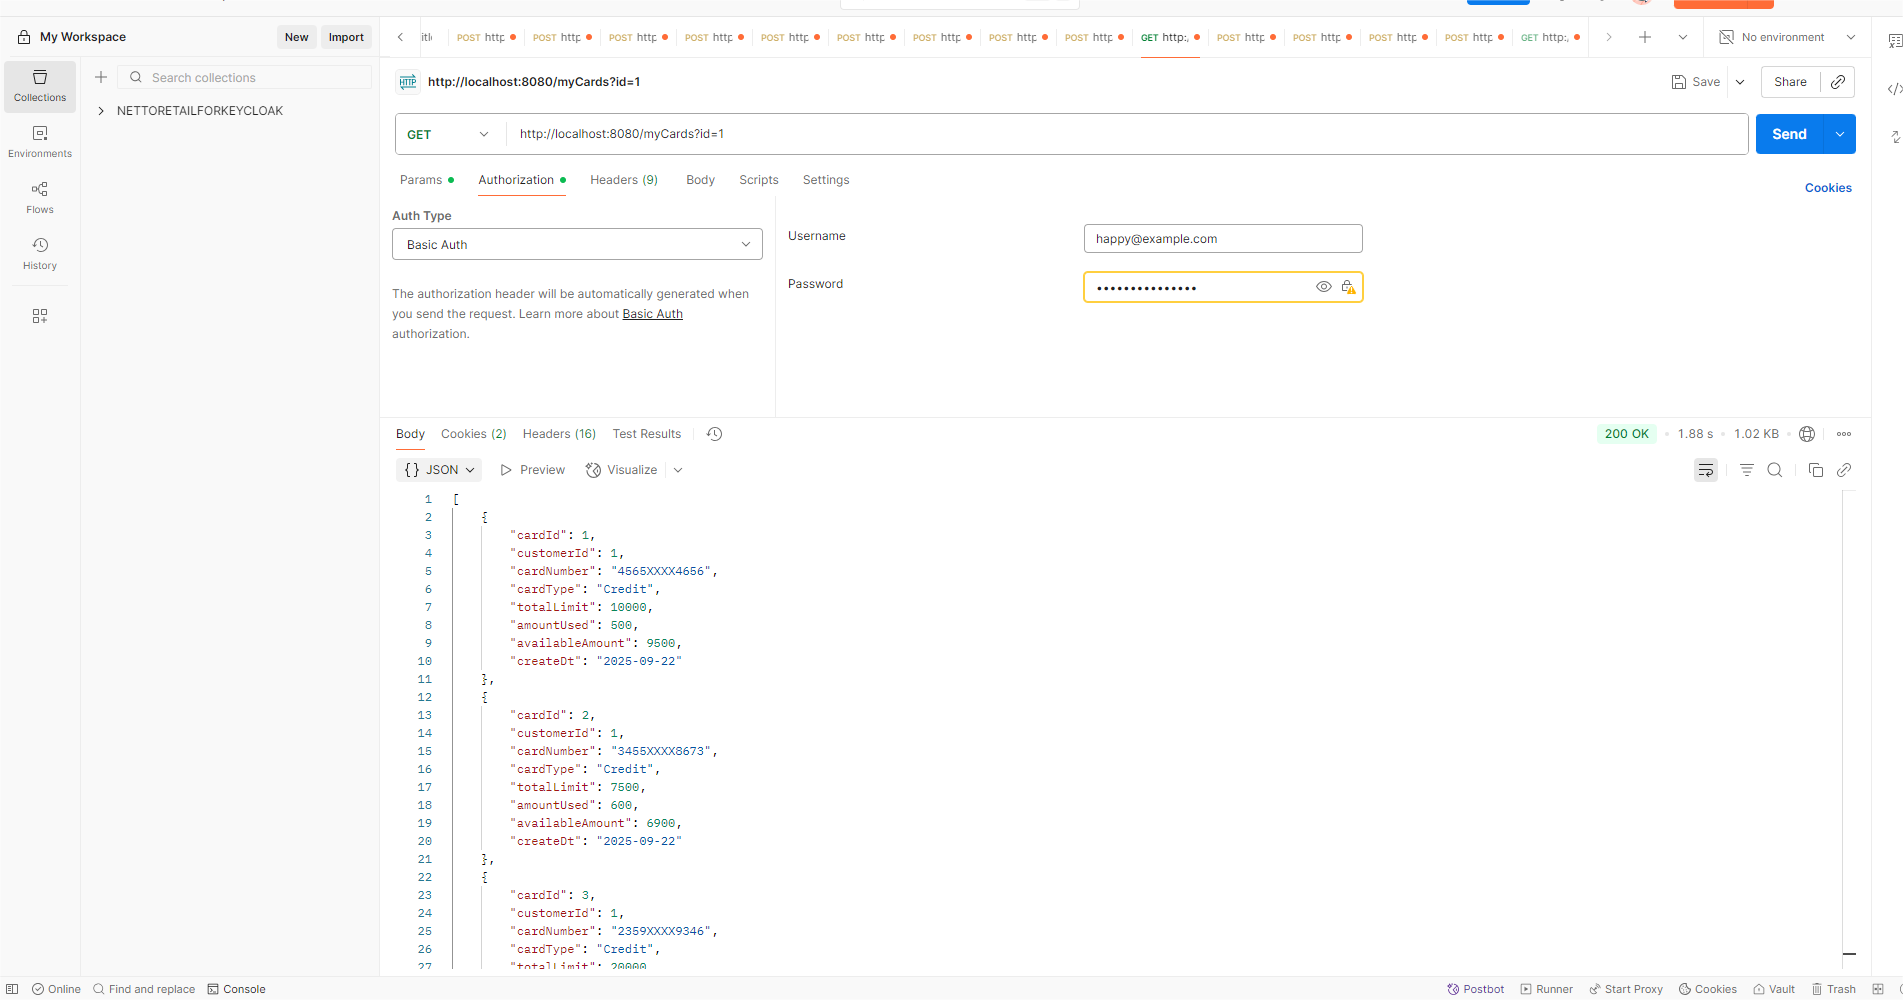 My Workspace
New
Import
POST http
POST http
POST http
POST http
POST http
POST http
POST http
POST http
POST http
GET http:
POST http
POST http
POST http
POST http
GET http:
No environment
Collections
Search collections
NETTORETAILFORKEYCLOAK
Environments
Flows
History
HTTP
http://localhost:8080/myCards?id=1
Save
Share
GET
http://localhost:8080/myCards?id=1
Send
Params
Authorization
Headers (9)
Body
Scripts
Settings
Cookies
Auth Type
Basic Auth
The authorization header will be automatically generated when
you send the request. Learn more about Basic Auth
authorization.
Username
happy@example.com
Password
•••••••••••••••
Body
Cookies (2)
Headers (16)
Test Results
200 OK
1.88 s
1.02 KB
{} JSON
Preview
Visualize
1 [
2 {
3 "cardId": 1,
4 "customerId": 1,
5 "cardNumber": "4565XXXX4656",
6 "cardType": "Credit",
7 "totalLimit": 10000,
8 "amountUsed": 500,
9 "availableAmount": 9500,
10 "createDt": "2025-09-22"
11 },
12 {
13 "cardId": 2,
14 "customerId": 1,
15 "cardNumber": "3455XXXX8673",
16 "cardType": "Credit",
17 "totalLimit": 7500,
18 "amountUsed": 600,
19 "availableAmount": 6900,
20 "createDt": "2025-09-22"
21 },
22 {
23 "cardId": 3,
24 "customerId": 1,
25 "cardNumber": "2359XXXX9346",
26 "cardType": "Credit",
27 "totalLimit": 20000
Online
Find and replace
Console
Postbot
Runner
Start Proxy
Cookies
Vault
Trash